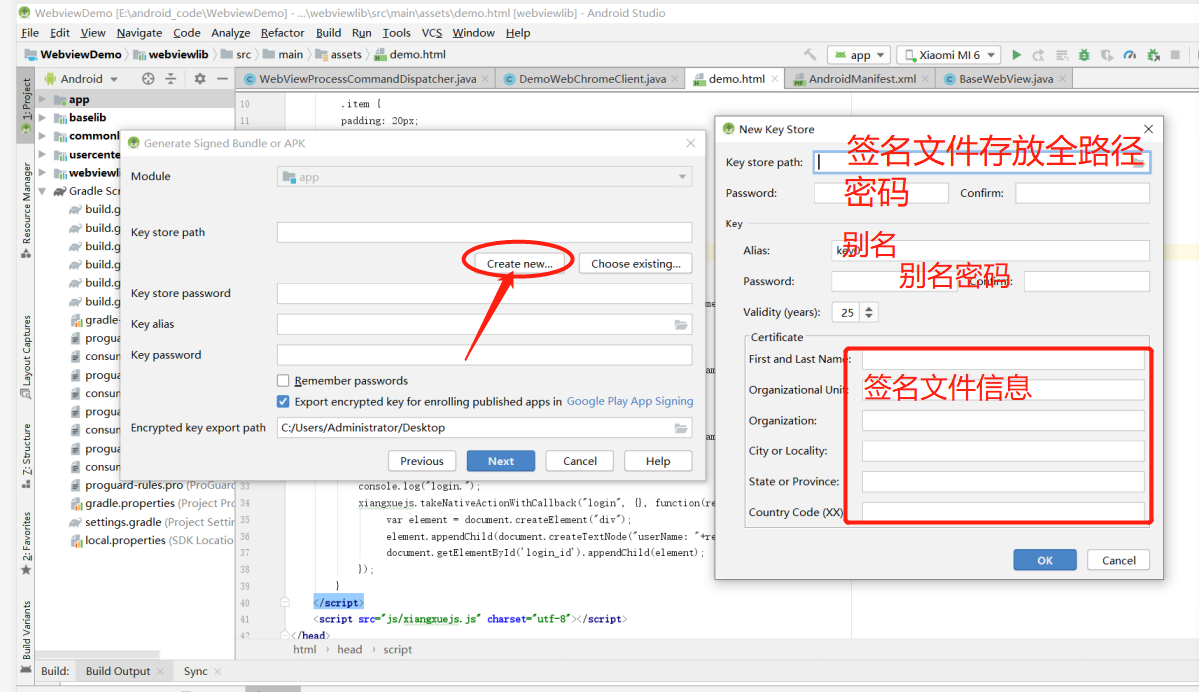 WebviewDemo [E:\android_code\WebviewDemo] - ...\webviewlib\src\main\assets\demo.html [webviewlib] - Android Studio
File Edit View Navigate Code Analyze Refactor Build Run Tools VCS Window Help
WebviewDemo webviewlib src main assets demo.html app Xiaomi MI 6
Android WebViewProcessCommandDispatcher.java DemoWebChromeClient.java demo.html AndroidManifest.xml BaseWebView.java
1: Project
Resource Manager
Layout Captures
Z: Structure
2: Favorites
Build Variants
app
baselib
usercente
Gradle Scr
build.g
build.g
build.g
build.g
build.g
build.g
gradle-
progua
consum
progua
consum
progua
consum
progua
consum
proguard-rules.pro (ProGuar
gradle.properties (Project Pr
settings.gradle (Project Settin
local.properties (SDK Locatio
10 .item {
11 padding: 20px;
Generate Signed Bundle or APK
Module app
Key store path
Create new... Choose existing...
Key store password
Key alias
Key password
Remember passwords
Export encrypted key for enrolling published apps in Google Play App Signing
Encrypted key export path C:/Users/Administrator/Desktop
Previous Next Cancel Help
New Key Store
Key store path: 签名文件存放全路径
Password: 密码 Confirm:
Key
Alias: 别名
Password: 别名密码 Confirm:
Validity (years): 25
Certificate
First and Last Name:
Organizational Unit: 签名文件信息
Organization:
City or Locality:
State or Province:
Country Code (XX)
OK Cancel
33 console.log("login.");
34 xiangxuejs.takeNativeActionWithCallback("login", {}, function(re
35 var element = document.createElement("div");
36 element.appendChild(document.createTextNode("userName: "+re
37 document.getElementById('login_id').appendChild(element);
38 });
39 }
40 </script>
41 <script src="js/xiangxuejs.js" charset="utf-8"></script>
42 </head>
html › head › script
Build: Build Output Sync